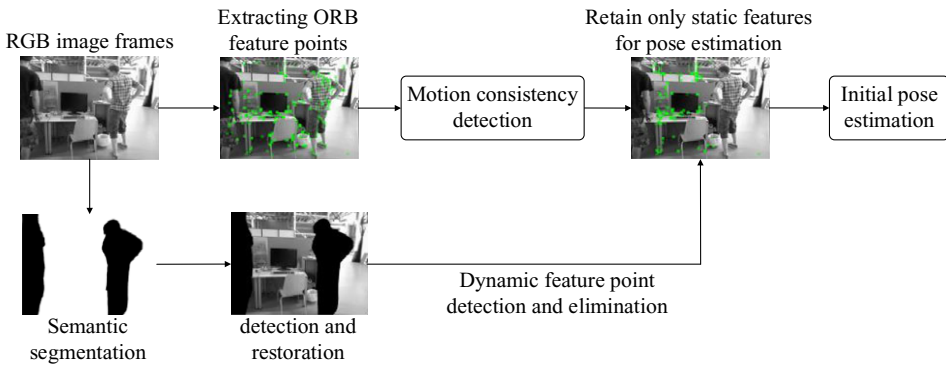 RGB image frames
Extracting ORB
feature points
Motion consistency
detection
Retain only static features
for pose estimation
Initial pose
estimation
Semantic
segmentation
detection and
restoration
Dynamic feature point
detection and elimination